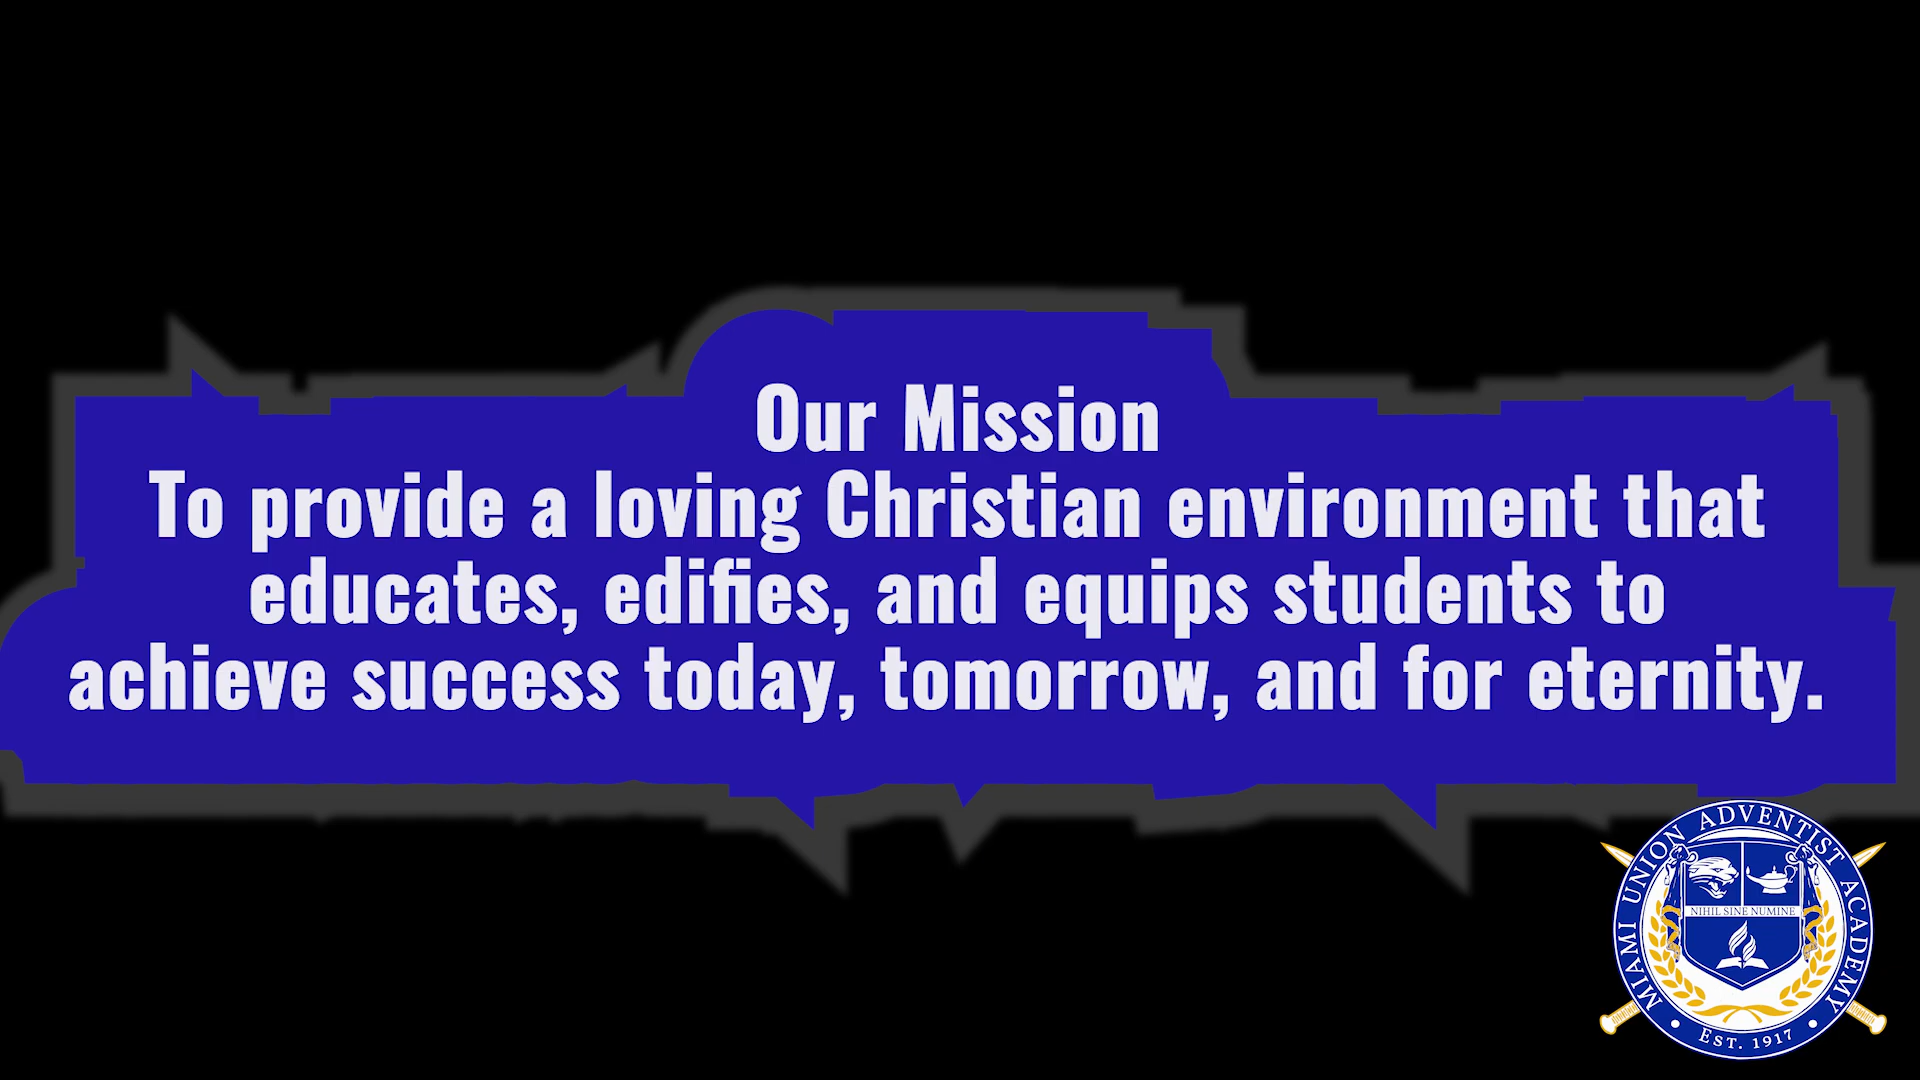 Our Mission
To provide a loving Christian environment that
educates, edifies, and equips students to
achieve success today, tomorrow, and for eternity.
MIAMI UNION ADVENTIST ACADEMY
NIHIL SINE NUMINE
EST. 1917